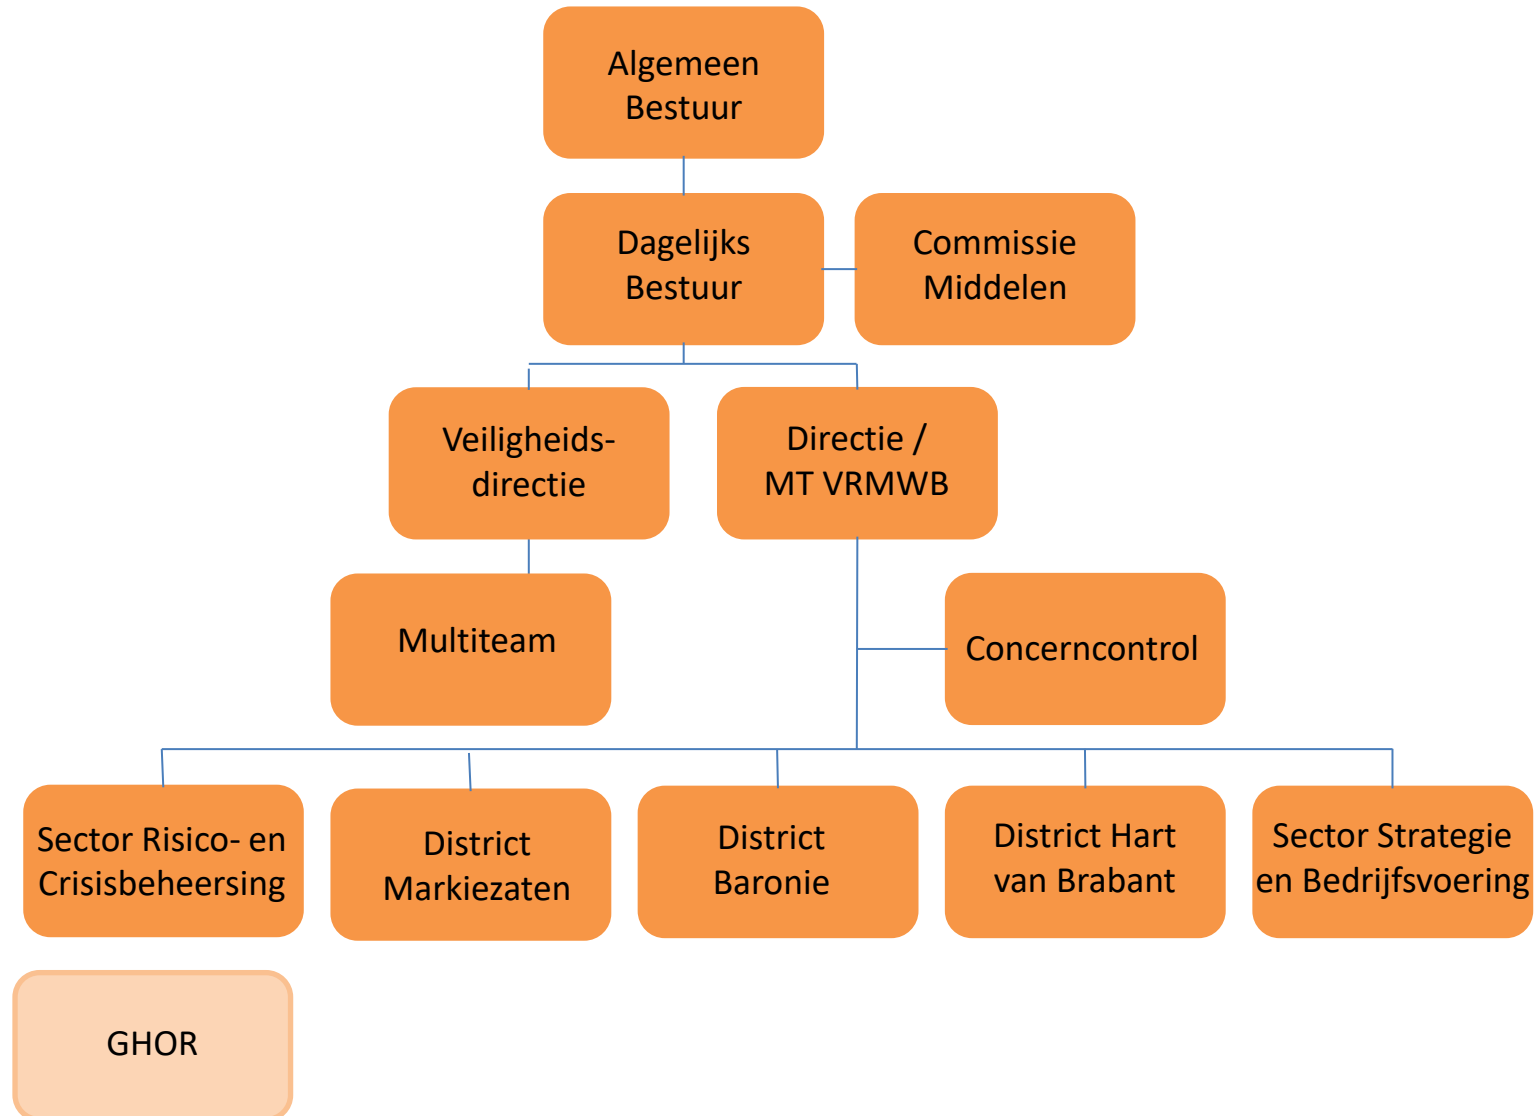 Algemeen
Bestuur
Dagelijks
Bestuur
Commissie
Middelen
Veiligheids-
directie
Directie /
MT VRMWB
Multiteam
Concerncontrol
Sector Risico- en
Crisisbeheersing
District
Markiezaten
District
Baronie
District Hart
van Brabant
Sector Strategie
en Bedrijfsvoering
GHOR